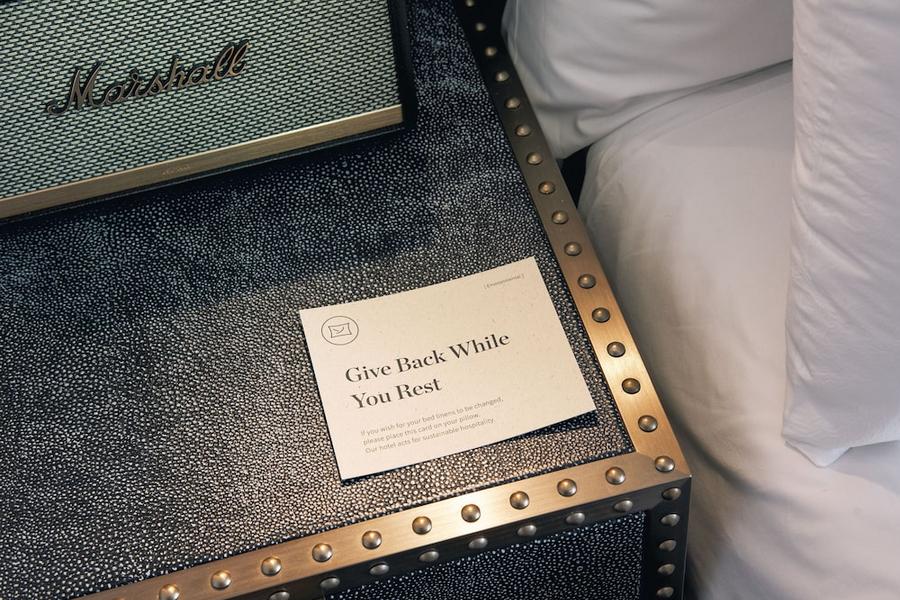 Marshall
[Environmental]
Give Back While
You Rest
If you wish for your bed linens to be changed,
please place this card on your pillow.
Our hotel acts for sustainable hospitality.